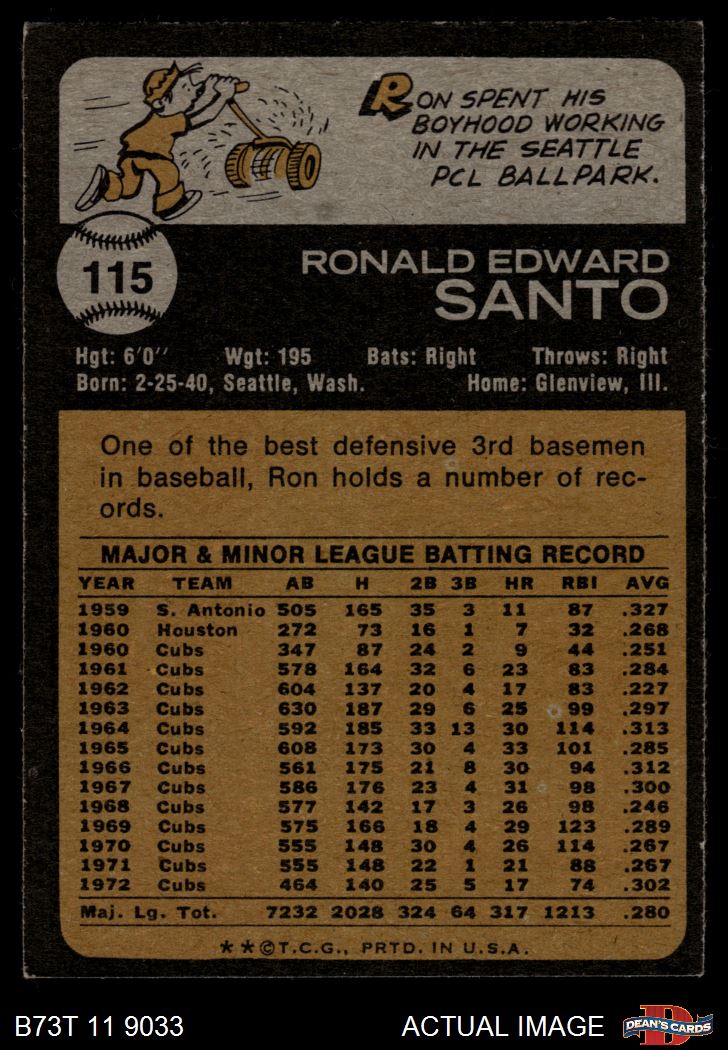 RON SPENT HIS
BOYHOOD WORKING
IN THE SEATTLE
PCL BALLPARK.
115
RONALD EDWARD
SANTO
Hgt: 6'0" Wgt: 195 Bats: Right Throws: Right
Born: 2-25-40, Seattle, Wash. Home: Glenview, Ill.
One of the best defensive 3rd basemen
in baseball, Ron holds a number of rec-
ords.
MAJOR & MINOR LEAGUE BATTING RECORD
YEAR TEAM AB H 2B 3B HR RBI AVG
1959 S. Antonio 505 165 35 3 11 87 .327
1960 Houston 272 73 16 1 7 32 .268
1960 Cubs 347 87 24 2 9 44 .251
1961 Cubs 578 164 32 6 23 83 .284
1962 Cubs 604 137 20 4 17 83 .227
1963 Cubs 630 187 29 6 25 99 .297
1964 Cubs 592 185 33 13 30 114 .313
1965 Cubs 608 173 30 4 33 101 .285
1966 Cubs 561 175 21 8 30 94 .312
1967 Cubs 586 176 23 4 31 98 .300
1968 Cubs 577 142 17 3 26 98 .246
1969 Cubs 575 166 18 4 29 123 .289
1970 Cubs 555 148 30 4 26 114 .267
1971 Cubs 555 148 22 1 21 88 .267
1972 Cubs 464 140 25 5 17 74 .302
Maj. Lg. Tot. 7232 2028 324 64 317 1213 .280
**©T.C.G., PRTD. IN U.S.A.
B73T 11 9033 ACTUAL IMAGE
DEAN'S CARDS